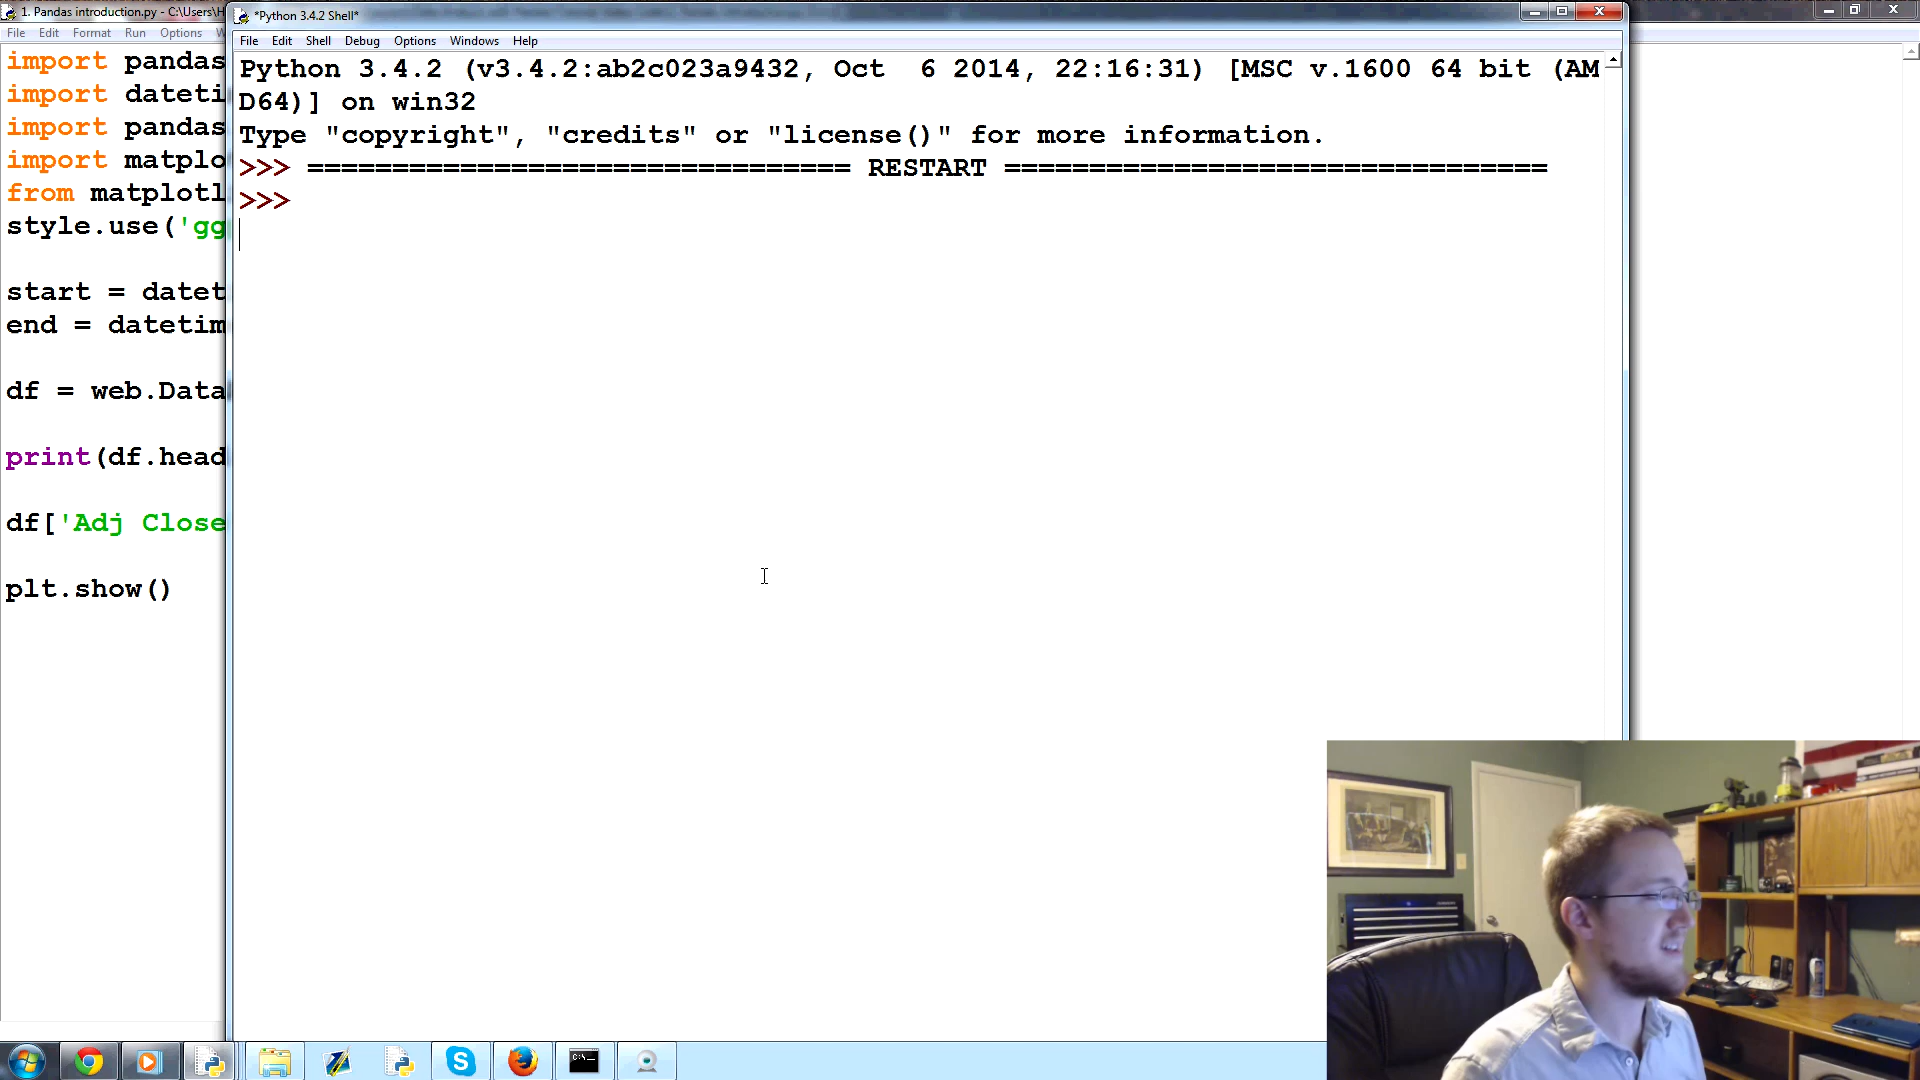 1. Pandas introduction.py - C:\Users\H
File Edit Format Run Options W
import pandas
import dateti
import pandas
import matplo
from matplotl
style.use('gg
start = datet
end = datetim
df = web.Data
print(df.head
df['Adj Close
plt.show()
*Python 3.4.2 Shell*
File Edit Shell Debug Options Windows Help
Python 3.4.2 (v3.4.2:ab2c023a9432, Oct  6 2014, 22:16:31) [MSC v.1600 64 bit (AM
D64)] on win32
Type "copyright", "credits" or "license()" for more information.
>>> ================================ RESTART ================================
>>>